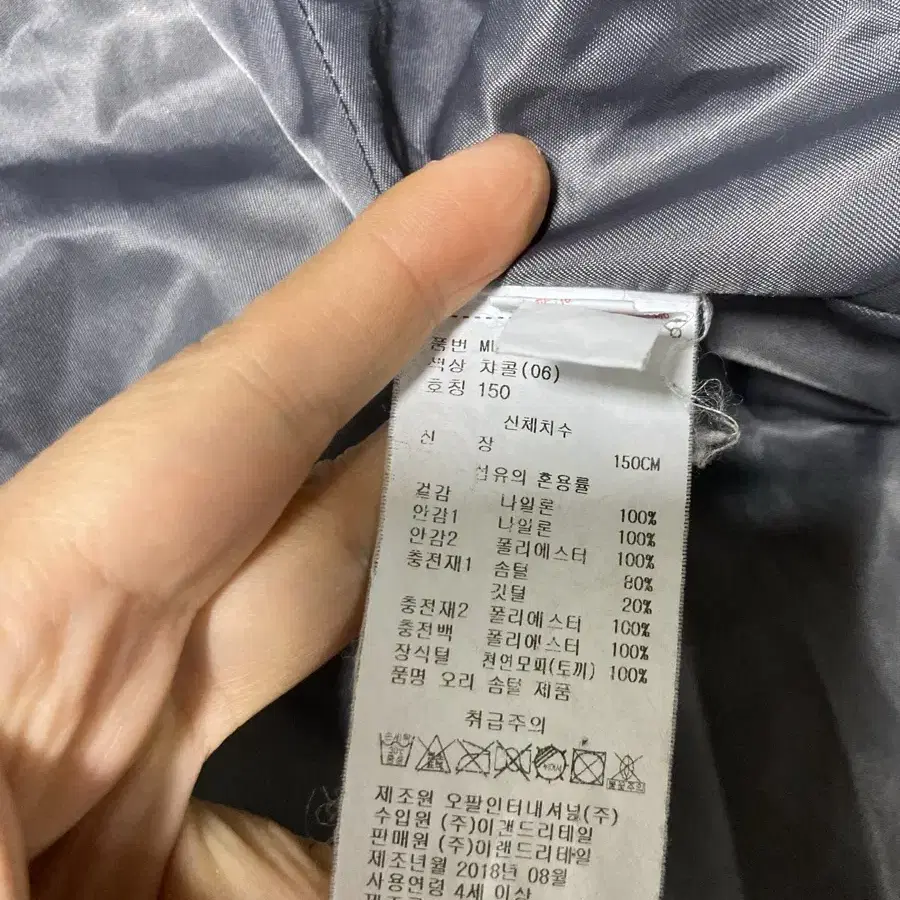 품번 MI
색상 챠콜(06)
호칭 150
신체치수
신 장 150CM
섬유의 혼용률
겉감 나일론 100%
안감1 나일론 100%
안감2 폴리에스터 100%
충전재1 솜털 80%
깃털 20%
충전재2 폴리에스터 100%
충전백 폴리에스터 100%
장식털 천연모피(토끼) 100%
품명 오리 솜털 제품
취급주의
제조원 오팔인터내셔널(주)
수입원 (주)이랜드리테일
판매원 (주)이랜드리테일
제조년월 2018년 08월
사용연령 4세 이상